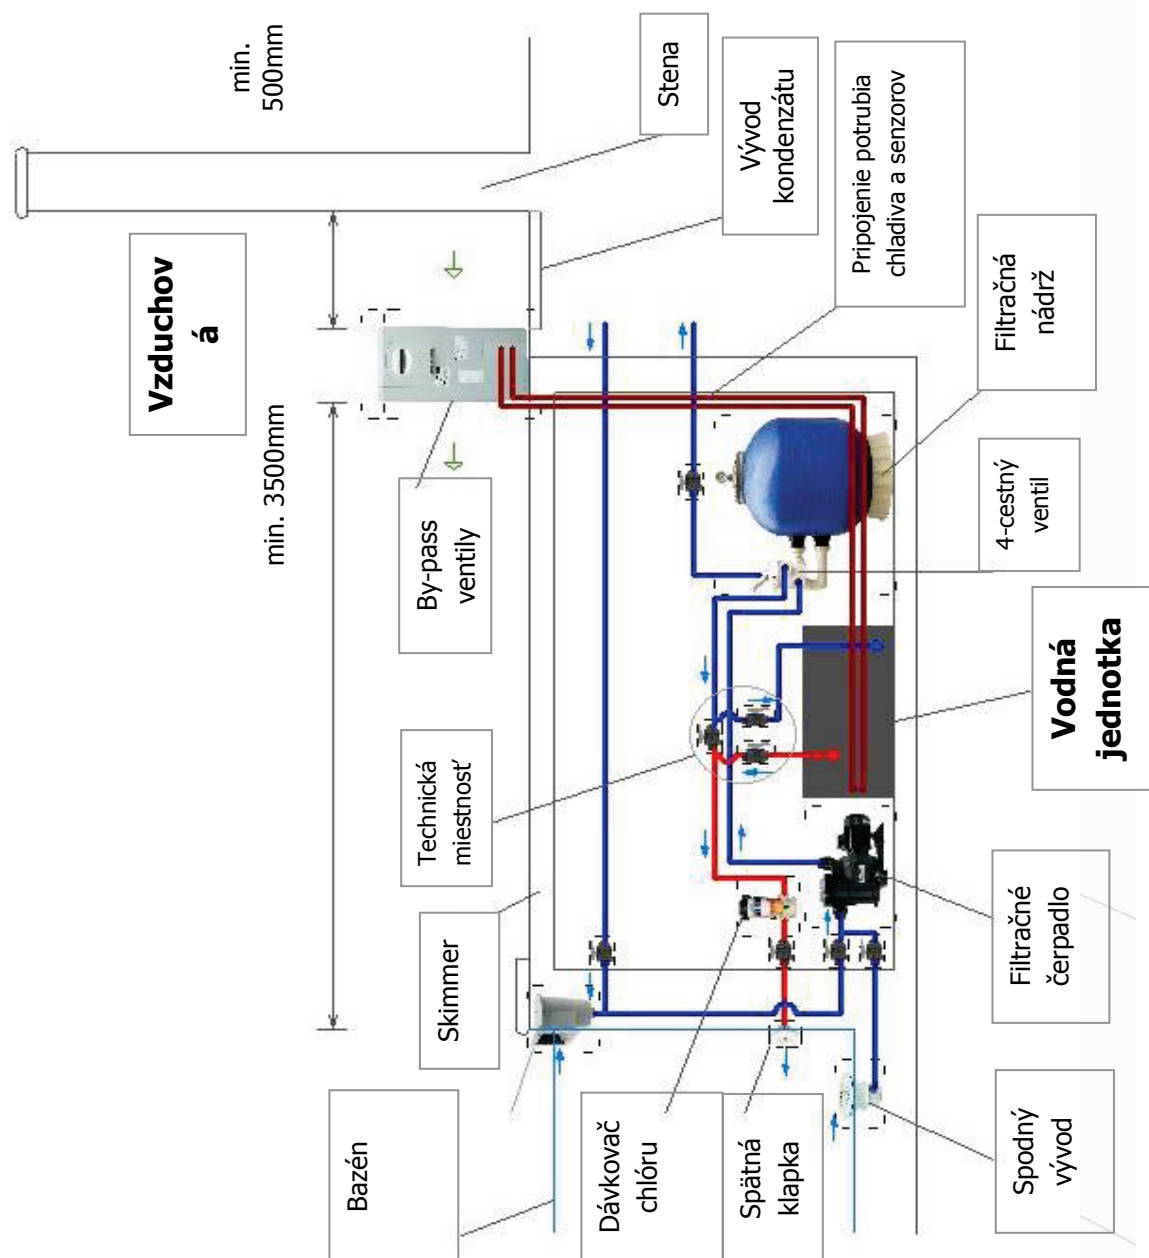 min.
500mm
Stena
Vývod
kondenzátu
Pripojenie potrubia
chladiva a senzorov
Filtračná
nádrž
Vzduchov
á
min. 3500mm
By-pass
ventily
4-cestný
ventil
Vodná
jednotka
Technická
miestnosť
Skimmer
Filtračné
čerpadlo
Bazén
Dávkovač
chlóru
Spätná
klapka
Spodný
vývod